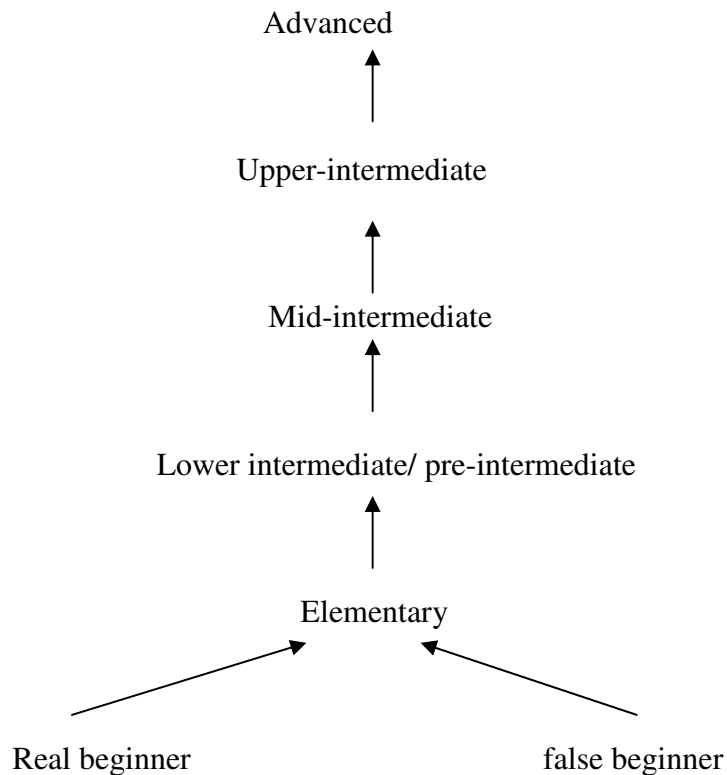 Advanced
Upper-intermediate
Mid-intermediate
Lower intermediate/ pre-intermediate
Elementary
Real beginner false beginner